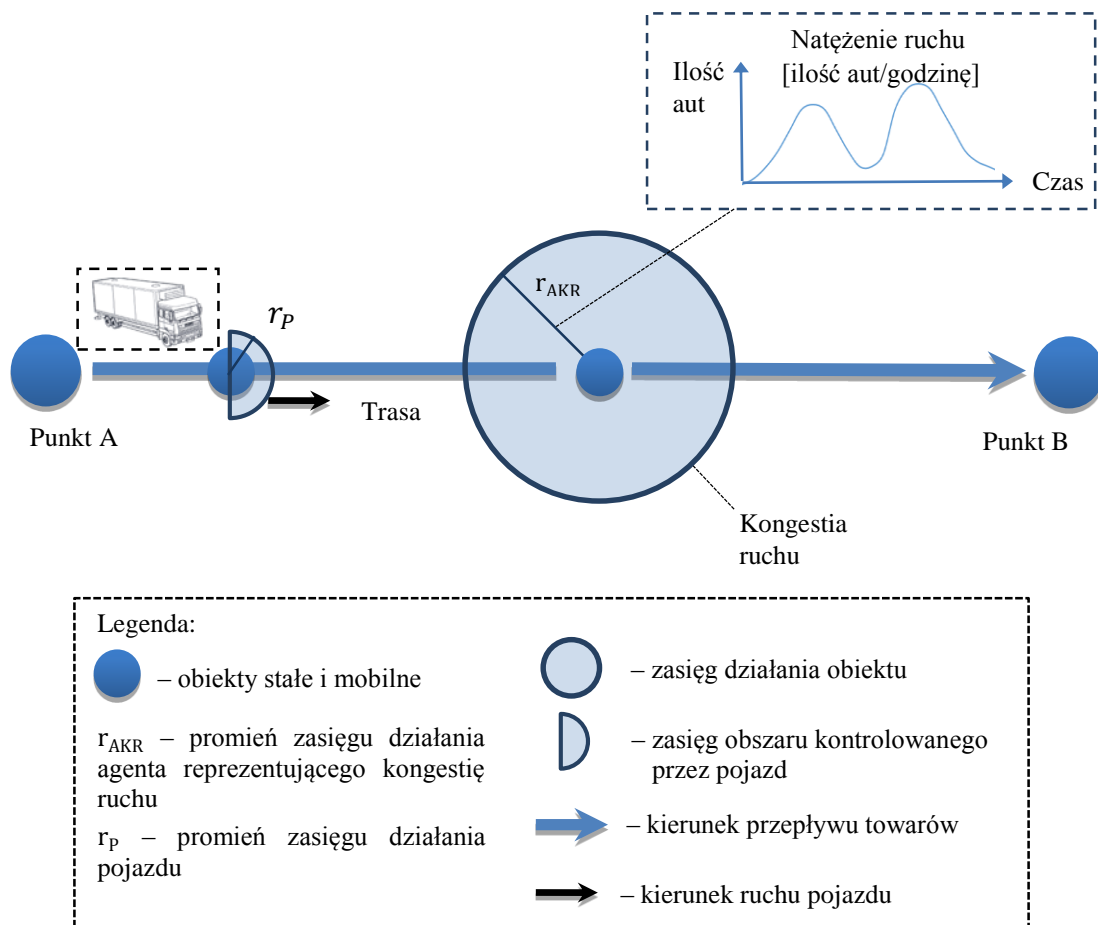 Natężenie ruchu
[ilość aut/godzinę]
Ilość
aut
Czas
r_AKR
r_P
Punkt A
Trasa
Punkt B
Kongestia
ruchu
Legenda:
– obiekty stałe i mobilne
r_AKR – promień zasięgu działania
agenta reprezentującego kongestię
ruchu
r_P – promień zasięgu działania
pojazdu
– zasięg działania obiektu
– zasięg obszaru kontrolowanego
przez pojazd
– kierunek przepływu towarów
– kierunek ruchu pojazdu